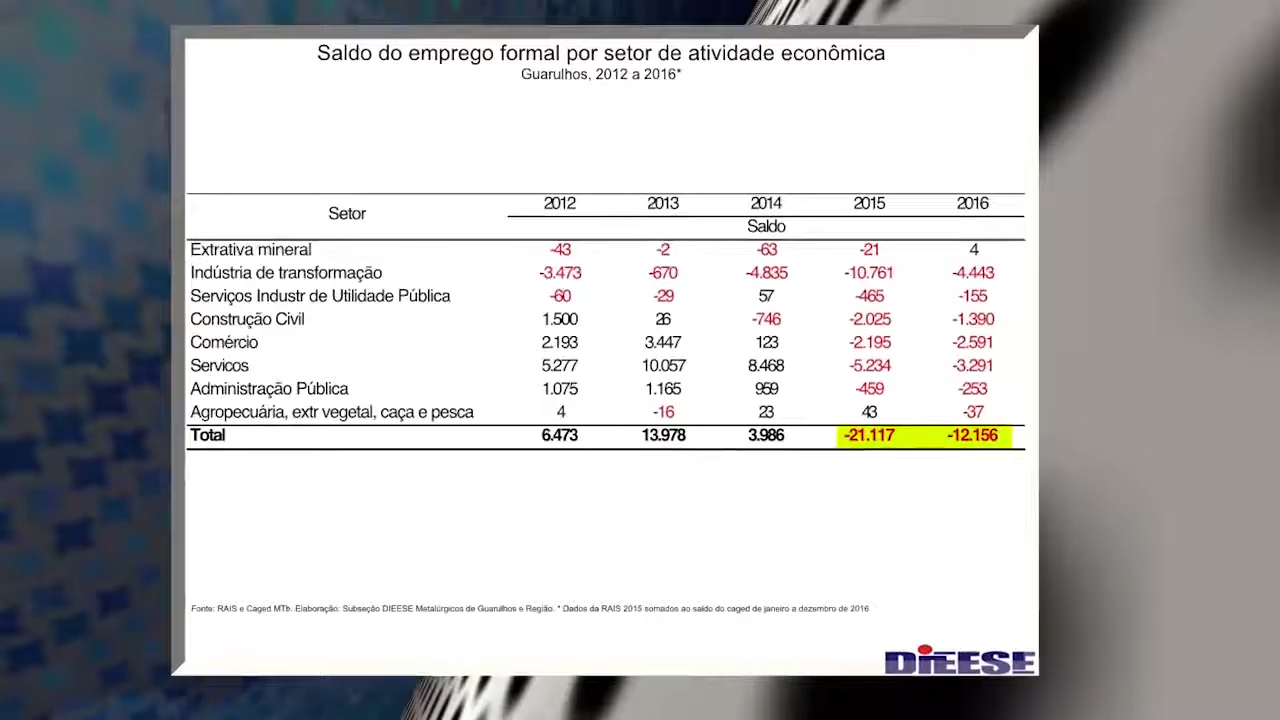 Saldo do emprego formal por setor de atividade econômica
Guarulhos, 2012 a 2016*
Setor 2012 2013 2014 2015 2016
Saldo
Extrativa mineral -43 -2 -63 -21 4
Indústria de transformação -3.473 -670 -4.835 -10.761 -4.443
Serviços Industr de Utilidade Pública -60 -29 57 -465 -155
Construção Civil 1.500 26 -746 -2.025 -1.390
Comércio 2.193 3.447 123 -2.195 -2.591
Servicos 5.277 10.057 8.468 -5.234 -3.291
Administração Pública 1.075 1.165 959 -459 -253
Agropecuária, extr vegetal, caça e pesca 4 -16 23 43 -37
Total 6.473 13.978 3.986 -21.117 -12.156
Fonte: RAIS e Caged MTb. Elaboração: Subseção DIEESE Metalúrgicos de Guarulhos e Região. * Dados da RAIS 2015 somados ao saldo do caged de janeiro a dezembro de 2016
DIEESE